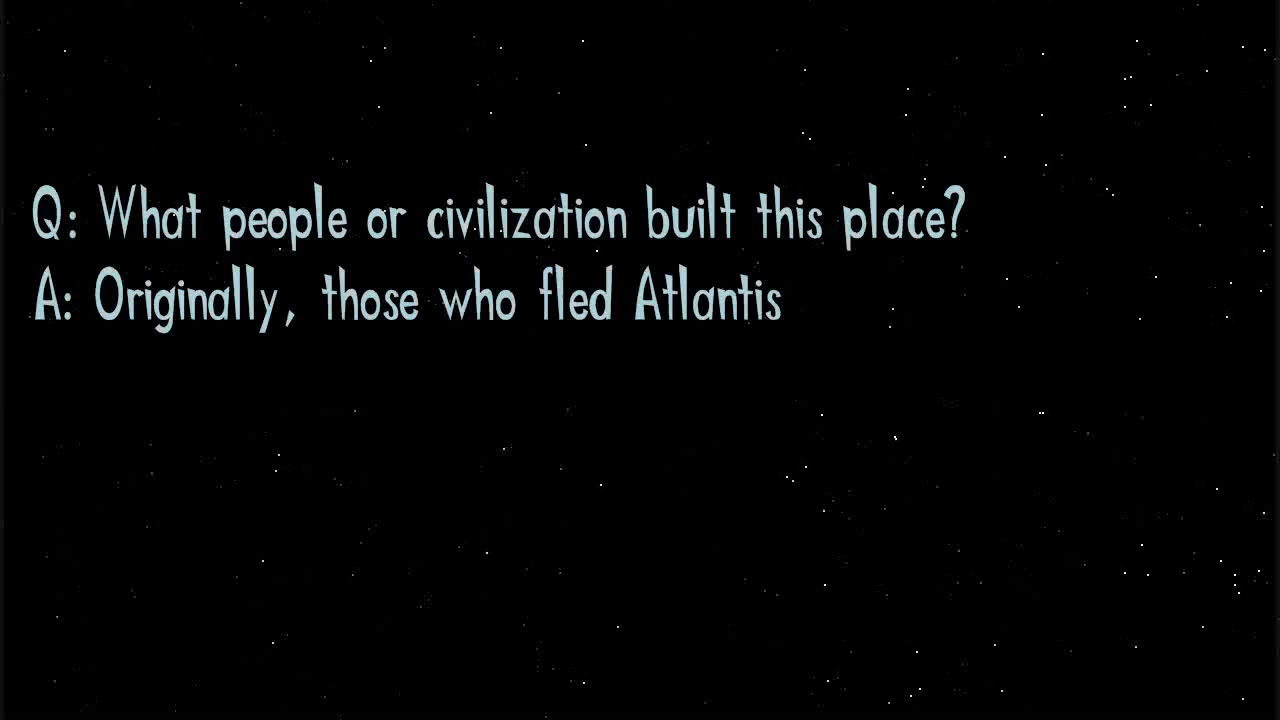 Q: What people or civilization built this place?
A: Originally, those who fled Atlantis